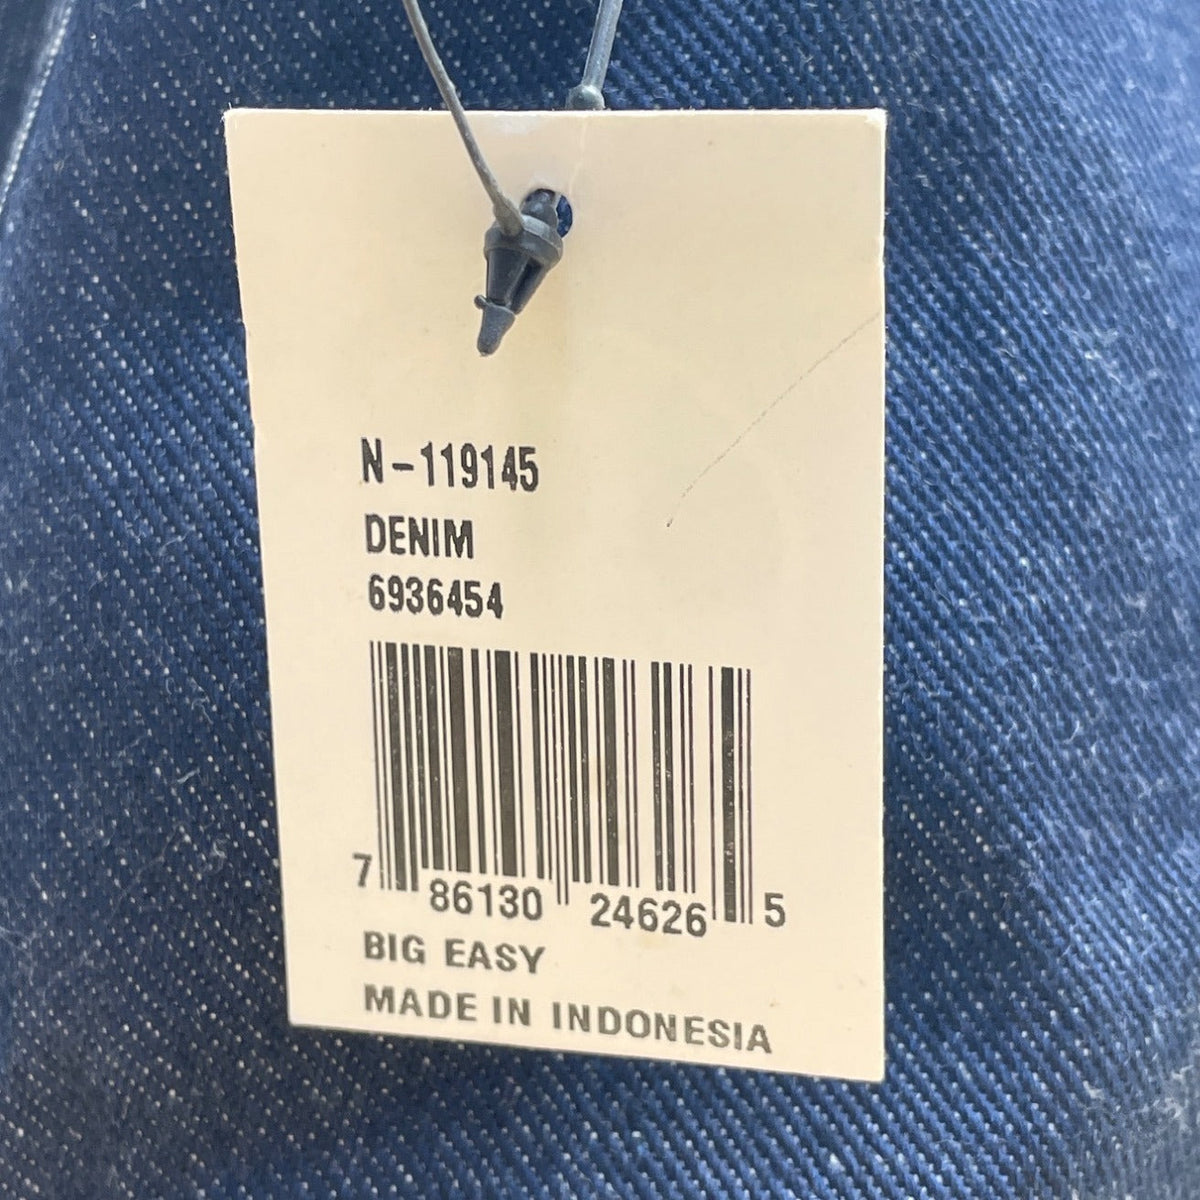 N-119145
DENIM
6936454
7 86130 24626 5
BIG EASY
MADE IN INDONESIA